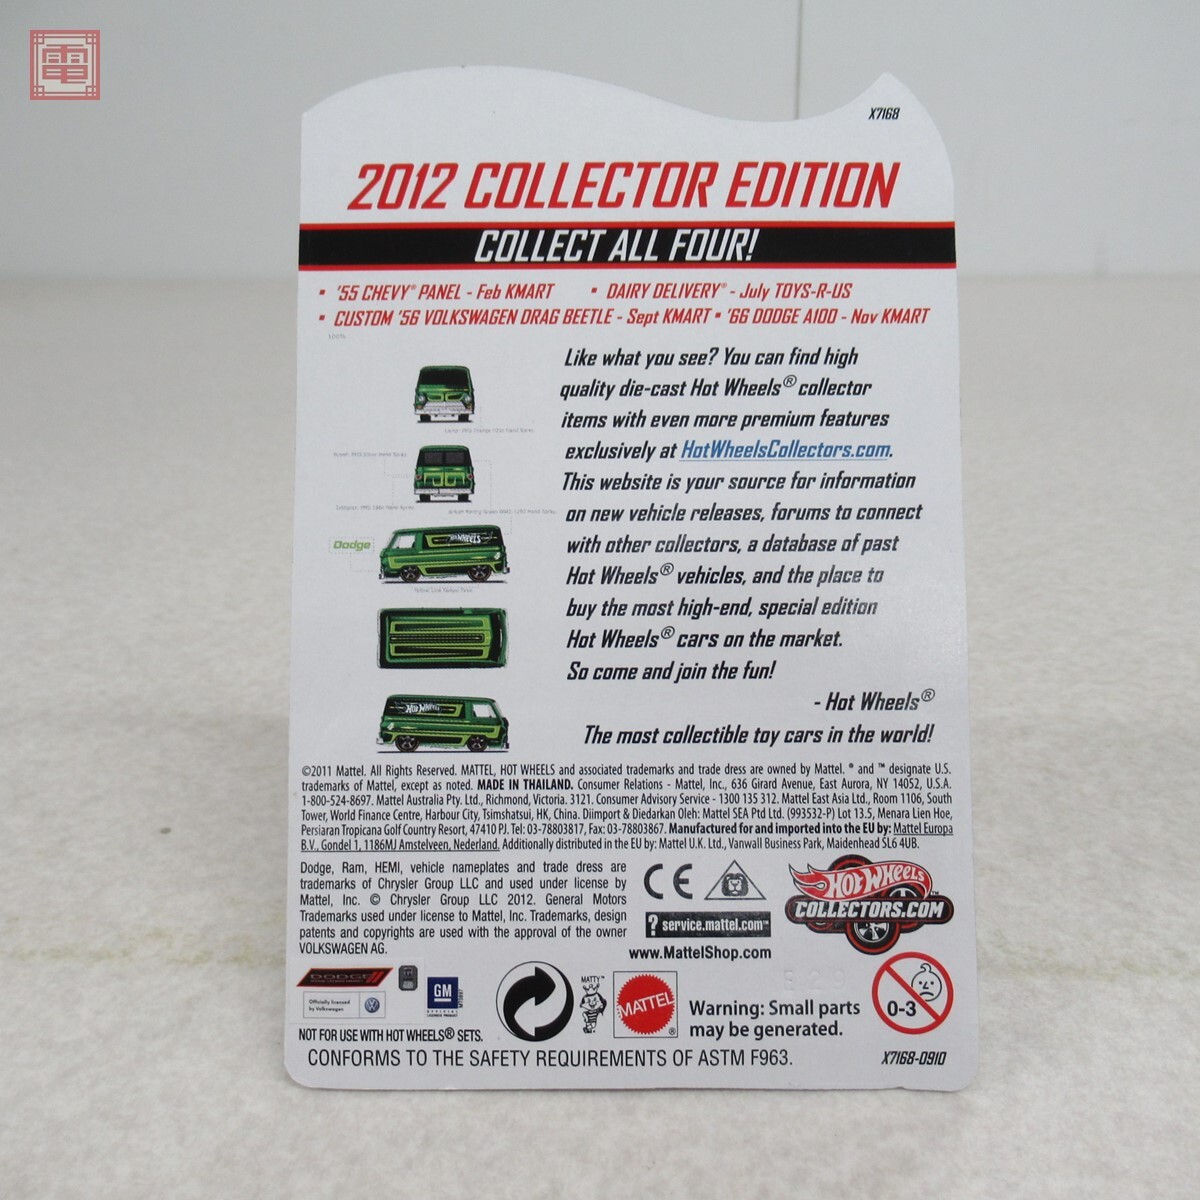 電
X7168
2012 COLLECTOR EDITION
COLLECT ALL FOUR!
• '55 CHEVY® PANEL - Feb KMART • DAIRY DELIVERY® - July TOYS-R-US
• CUSTOM '56 VOLKSWAGEN DRAG BEETLE - Sept KMART • '66 DODGE A100 - Nov KMART
Like what you see? You can find high
quality die-cast Hot Wheels® collector
items with even more premium features
exclusively at HotWheelsCollectors.com.
This website is your source for information
on new vehicle releases, forums to connect
with other collectors, a database of past
Hot Wheels® vehicles, and the place to
buy the most high-end, special edition
Hot Wheels® cars on the market.
So come and join the fun!
- Hot Wheels®
The most collectible toy cars in the world!
Dodge
HOT WHEELS
HOT WHEELS
©2011 Mattel. All Rights Reserved. MATTEL, HOT WHEELS and associated trademarks and trade dress are owned by Mattel. ® and ™ designate U.S.
trademarks of Mattel, except as noted. MADE IN THAILAND. Consumer Relations - Mattel, Inc., 636 Girard Avenue, East Aurora, NY 14052, U.S.A.
1-800-524-8697. Mattel Australia Pty. Ltd., Richmond, Victoria. 3121. Consumer Advisory Service - 1300 135 312. Mattel East Asia Ltd., Room 1106, South
Tower, World Finance Centre, Harbour City, Tsimshatsui, HK, China. Diimport & Diedarkan Oleh: Mattel SEA Ptd Ltd. (993532-P) Lot 13.5, Menara Lien Hoe,
Persiaran Tropicana Golf Country Resort, 47410 PJ. Tel: 03-78803817, Fax: 03-78803867. Manufactured for and imported into the EU by: Mattel Europa
B.V., Gondel 1, 1186MJ Amstelveen, Nederland. Additionally distributed in the EU by: Mattel U.K. Ltd., Vanwall Business Park, Maidenhead SL6 4UB.
Dodge, Ram, HEMI, vehicle nameplates and trade dress are
trademarks of Chrysler Group LLC and used under license by
Mattel, Inc. © Chrysler Group LLC 2012. General Motors
Trademarks used under license to Mattel, Inc. Trademarks, design
patents and copyrights are used with the approval of the owner
VOLKSWAGEN AG.
CE
? service.mattel.com™
www.MattelShop.com
HOT WHEELS™
COLLECTORS.COM
DODGE
Officially licensed
by Volkswagen
GM
OFFICIAL
LICENSED PRODUCT
MATTY™
MATTEL®
Warning: Small parts
may be generated.
0-3
NOT FOR USE WITH HOT WHEELS® SETS.
CONFORMS TO THE SAFETY REQUIREMENTS OF ASTM F963.
X7168-0910